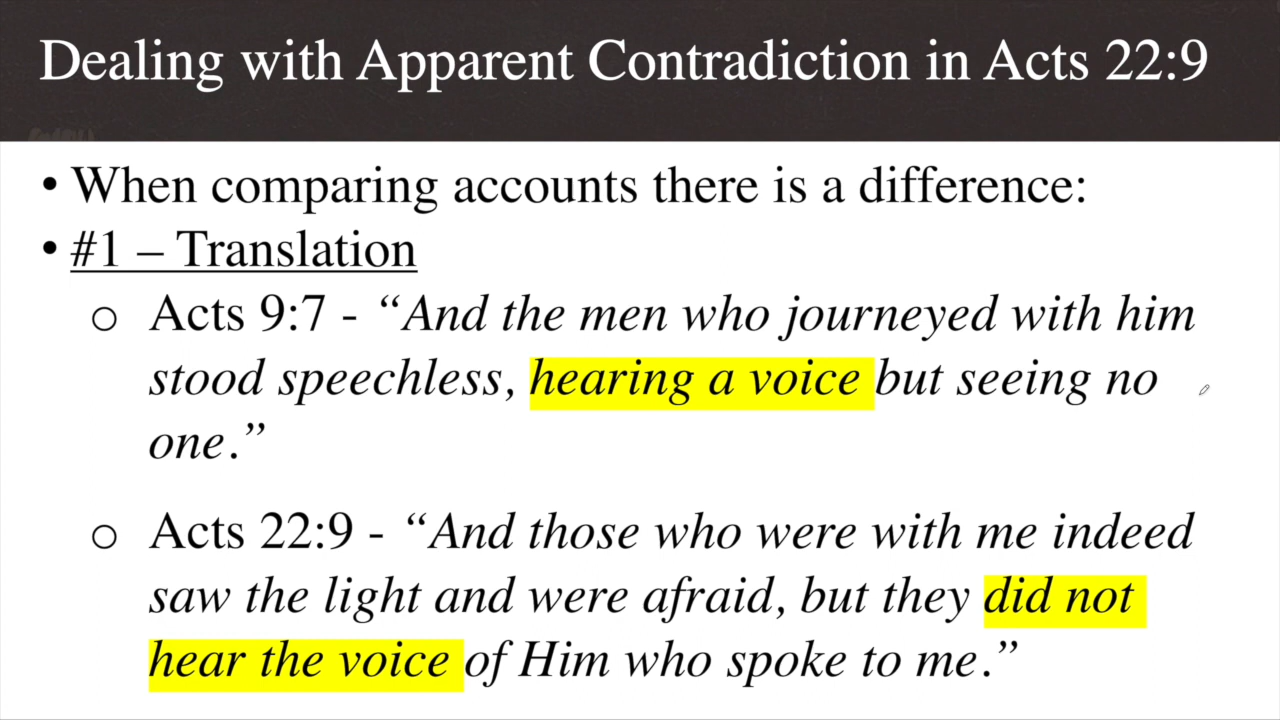 Dealing with Apparent Contradiction in Acts 22:9
• When comparing accounts there is a difference:
• #1 – Translation
o Acts 9:7 - “And the men who journeyed with him
stood speechless, hearing a voice but seeing no
one.”
o Acts 22:9 - “And those who were with me indeed
saw the light and were afraid, but they did not
hear the voice of Him who spoke to me.”